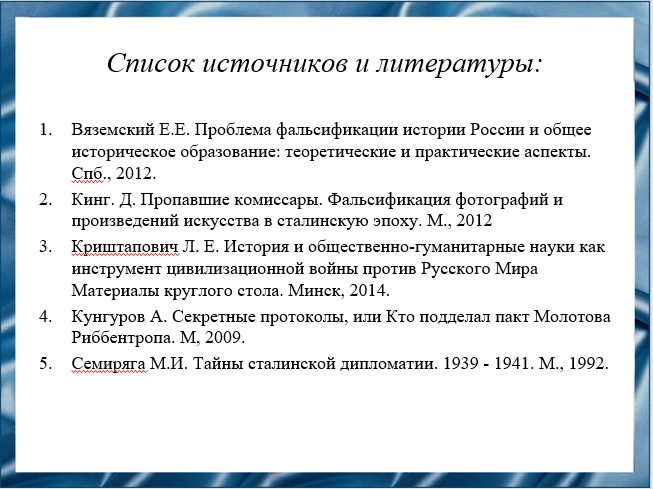 Список источников и литературы:
1. Вяземский Е.Е. Проблема фальсификации истории России и общее
историческое образование: теоретические и практические аспекты.
Спб., 2012.
2. Кинг. Д. Пропавшие комиссары. Фальсификация фотографий и
произведений искусства в сталинскую эпоху. М., 2012
3. Криштапович Л. Е. История и общественно-гуманитарные науки как
инструмент цивилизационной войны против Русского Мира
Материалы круглого стола. Минск, 2014.
4. Кунгуров А. Секретные протоколы, или Кто подделал пакт Молотова
Риббентропа. М, 2009.
5. Семиряга М.И. Тайны сталинской дипломатии. 1939 - 1941. М., 1992.